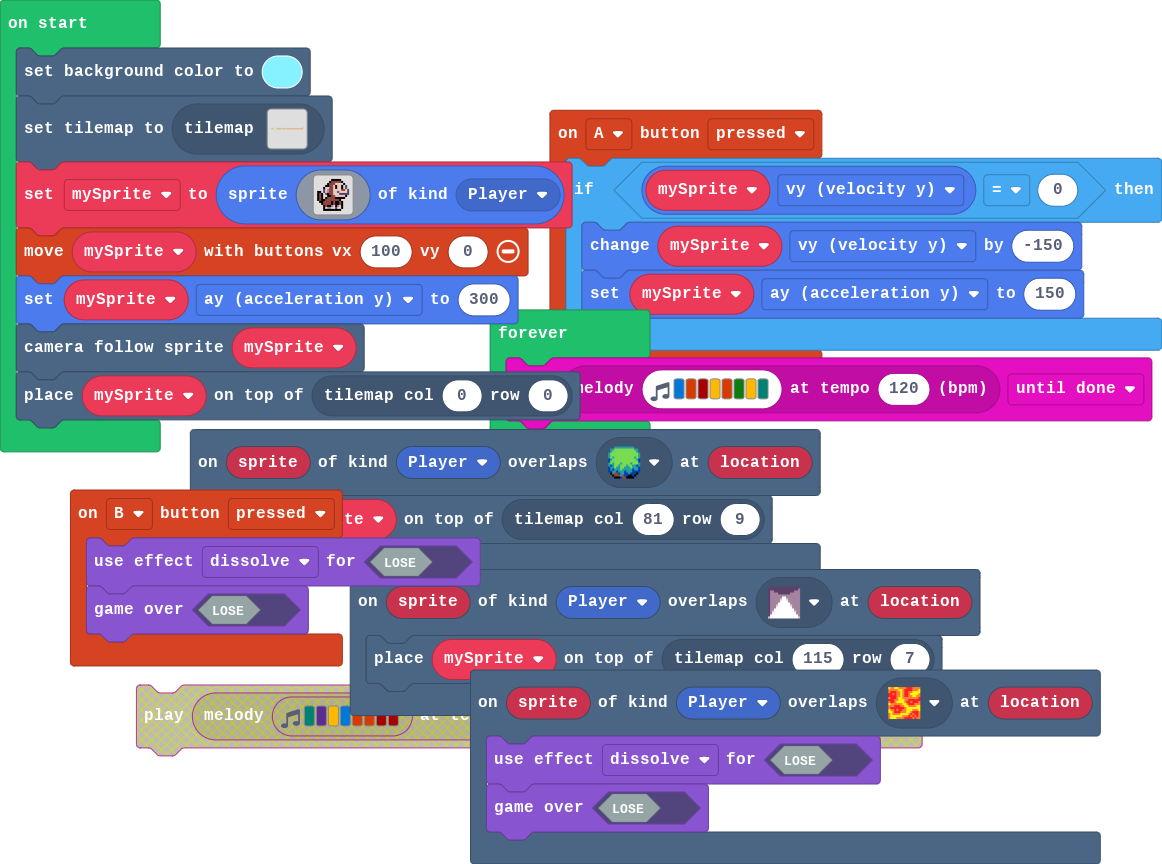 on start
set background color to
set tilemap to tilemap
set mySprite to sprite of kind Player
move mySprite with buttons vx 100 vy 0
set mySprite ay (acceleration y) to 300
camera follow sprite mySprite
place mySprite on top of tilemap col 0 row 0
on A button pressed
if mySprite vy (velocity y) = 0 then
change mySprite vy (velocity y) by -150
set mySprite ay (acceleration y) to 150
forever
melody at tempo 120 (bpm) until done
on sprite of kind Player overlaps at location
on top of tilemap col 81 row 9
on B button pressed
use effect dissolve for LOSE
game over LOSE
on sprite of kind Player overlaps at location
place mySprite on top of tilemap col 115 row 7
play melody at
on sprite of kind Player overlaps at location
use effect dissolve for LOSE
game over LOSE